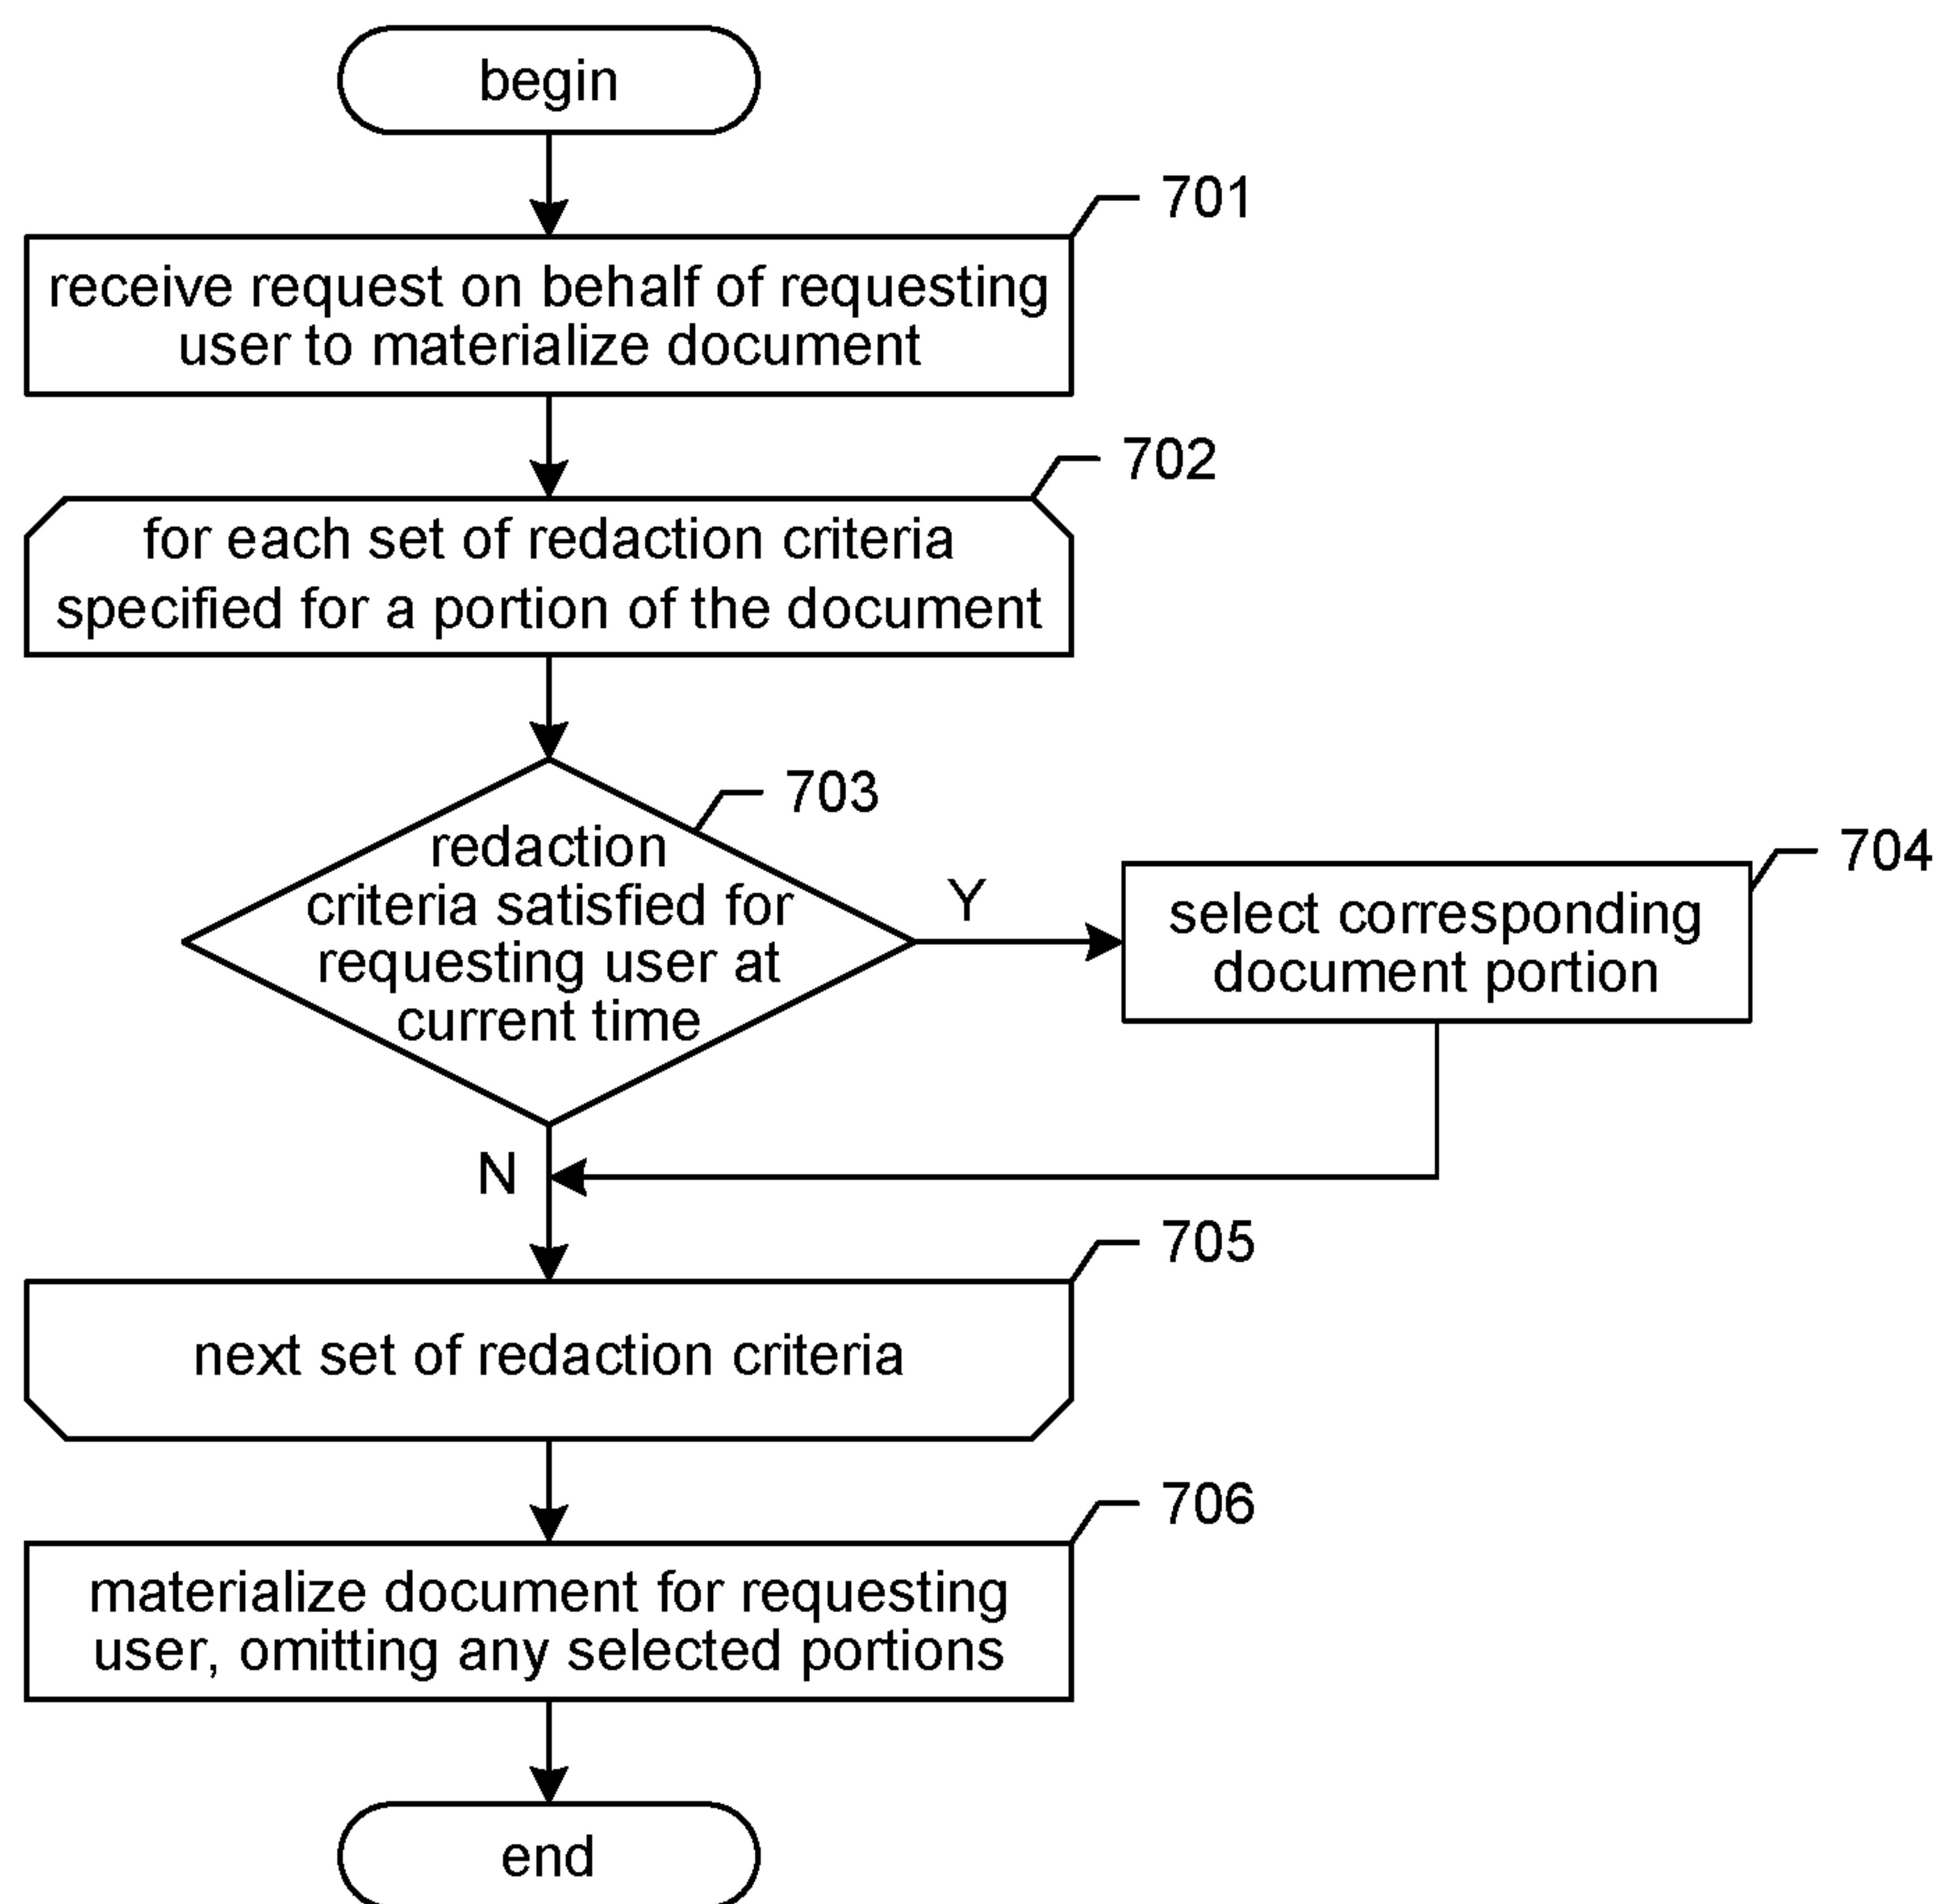 begin
701
receive request on behalf of requesting
user to materialize document
702
for each set of redaction criteria
specified for a portion of the document
703
redaction
criteria satisfied for
requesting user at
current time
Y
704
select corresponding
document portion
N
705
next set of redaction criteria
706
materialize document for requesting
user, omitting any selected portions
end